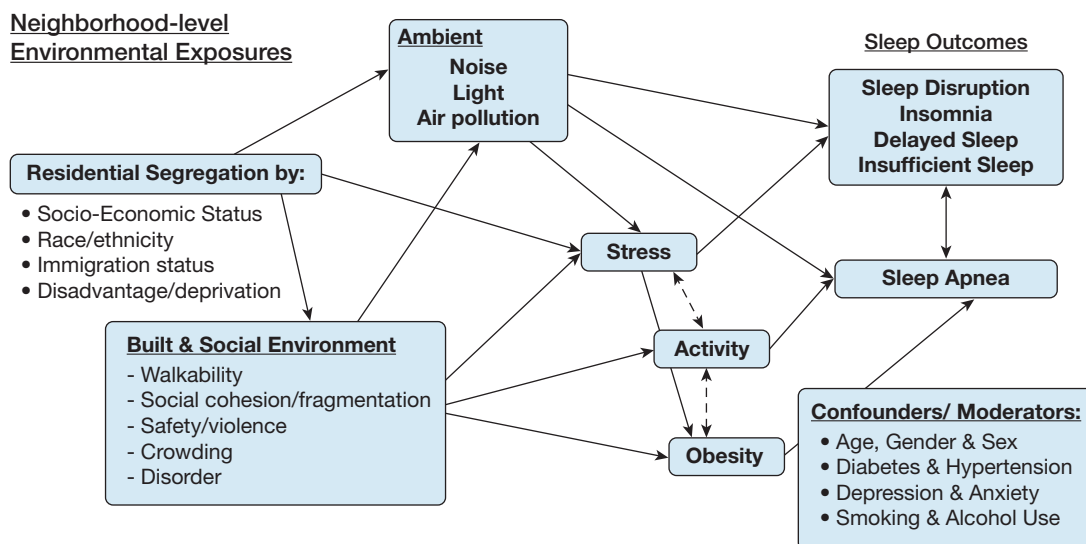 Neighborhood-level
Environmental Exposures
Ambient
Noise
Light
Air pollution
Sleep Outcomes
Sleep Disruption
Insomnia
Delayed Sleep
Insufficient Sleep
Residential Segregation by:
• Socio-Economic Status
• Race/ethnicity
• Immigration status
• Disadvantage/deprivation
Stress
Sleep Apnea
Built & Social Environment
- Walkability
- Social cohesion/fragmentation
- Safety/violence
- Crowding
- Disorder
Activity
Obesity
Confounders/ Moderators:
• Age, Gender & Sex
• Diabetes & Hypertension
• Depression & Anxiety
• Smoking & Alcohol Use